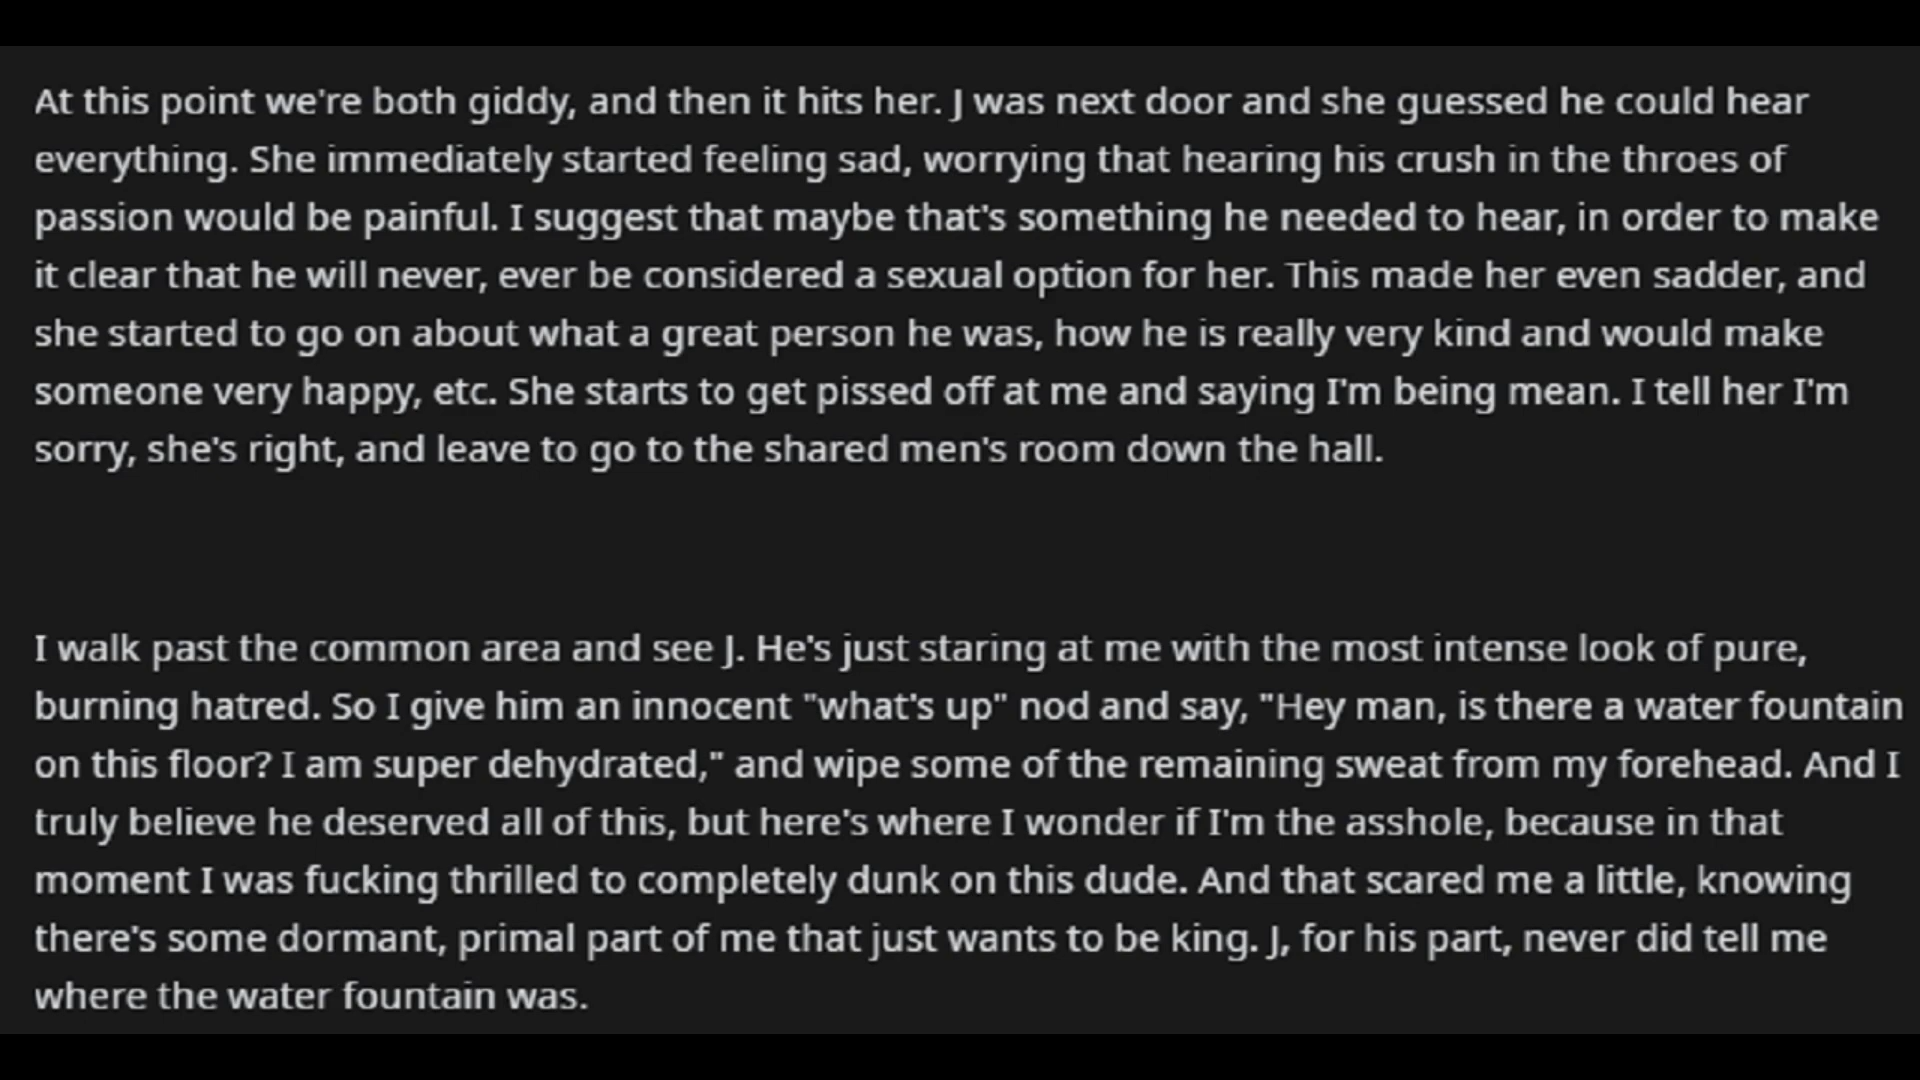 At this point we're both giddy, and then it hits her. J was next door and she guessed he could hear
everything. She immediately started feeling sad, worrying that hearing his crush in the throes of
passion would be painful. I suggest that maybe that's something he needed to hear, in order to make
it clear that he will never, ever be considered a sexual option for her. This made her even sadder, and
she started to go on about what a great person he was, how he is really very kind and would make
someone very happy, etc. She starts to get pissed off at me and saying I'm being mean. I tell her I'm
sorry, she's right, and leave to go to the shared men's room down the hall.
I walk past the common area and see J. He's just staring at me with the most intense look of pure,
burning hatred. So I give him an innocent "what's up" nod and say, "Hey man, is there a water fountain
on this floor? I am super dehydrated," and wipe some of the remaining sweat from my forehead. And I
truly believe he deserved all of this, but here's where I wonder if I'm the asshole, because in that
moment I was fucking thrilled to completely dunk on this dude. And that scared me a little, knowing
there's some dormant, primal part of me that just wants to be king. J, for his part, never did tell me
where the water fountain was.